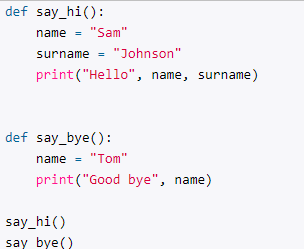 def say_hi():
    name = "Sam"
    surname = "Johnson"
    print("Hello", name, surname)
def say_bye():
    name = "Tom"
    print("Good bye", name)
say_hi()
say_bye()